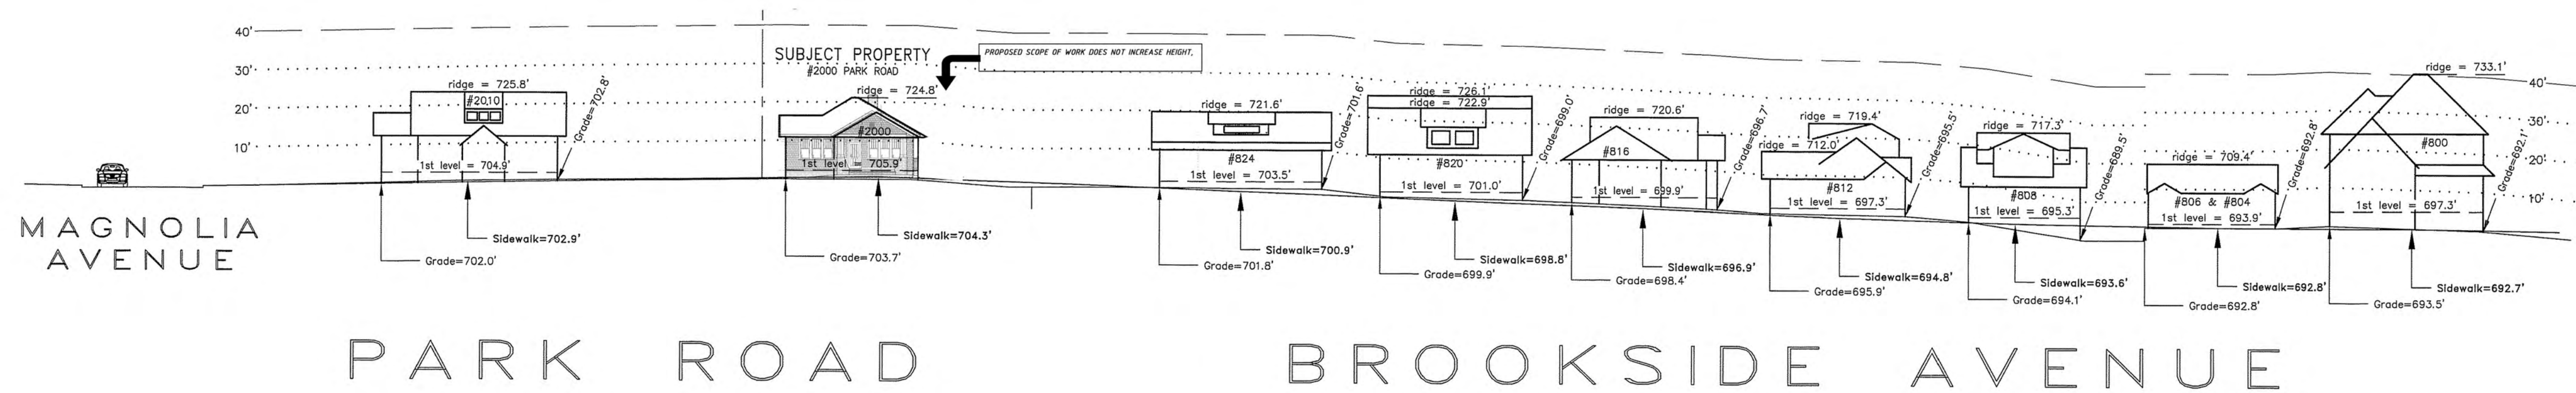 40'
30'
20'
10'
MAGNOLIA
AVENUE
ridge = 725.8'
#2010
1st level = 704.9'
Grade=702.8'
Sidewalk=702.9'
Grade=702.0'
SUBJECT PROPERTY
#2000 PARK ROAD
PROPOSED SCOPE OF WORK DOES NOT INCREASE HEIGHT.
ridge = 724.8'
#2000
1st level = 705.9'
Sidewalk=704.3'
Grade=703.7'
ridge = 721.6'
#824
1st level = 703.5'
Grade=701.6'
Sidewalk=700.9'
Grade=701.8'
ridge = 726.1'
ridge = 722.9'
#820
1st level = 701.0'
Grade=699.0'
Sidewalk=698.8'
Grade=699.9'
ridge = 720.6'
#816
1st level = 699.9'
Grade=696.7'
Sidewalk=696.9'
Grade=698.4'
ridge = 719.4'
ridge = 712.0'
#812
1st level = 697.3'
Grade=695.5'
Sidewalk=694.8'
Grade=695.9'
ridge = 717.3'
#808
1st level = 695.3'
Grade=689.5'
Sidewalk=693.6'
Grade=694.1'
ridge = 709.4'
#806 & #804
1st level = 693.9'
Grade=692.8'
Sidewalk=692.8'
Grade=692.8'
ridge = 733.1'
#800
1st level = 697.3'
Grade=692.1'
Sidewalk=692.7'
Grade=693.5'
40'
30'
20'
10'
PARK ROAD
BROOKSIDE AVENUE